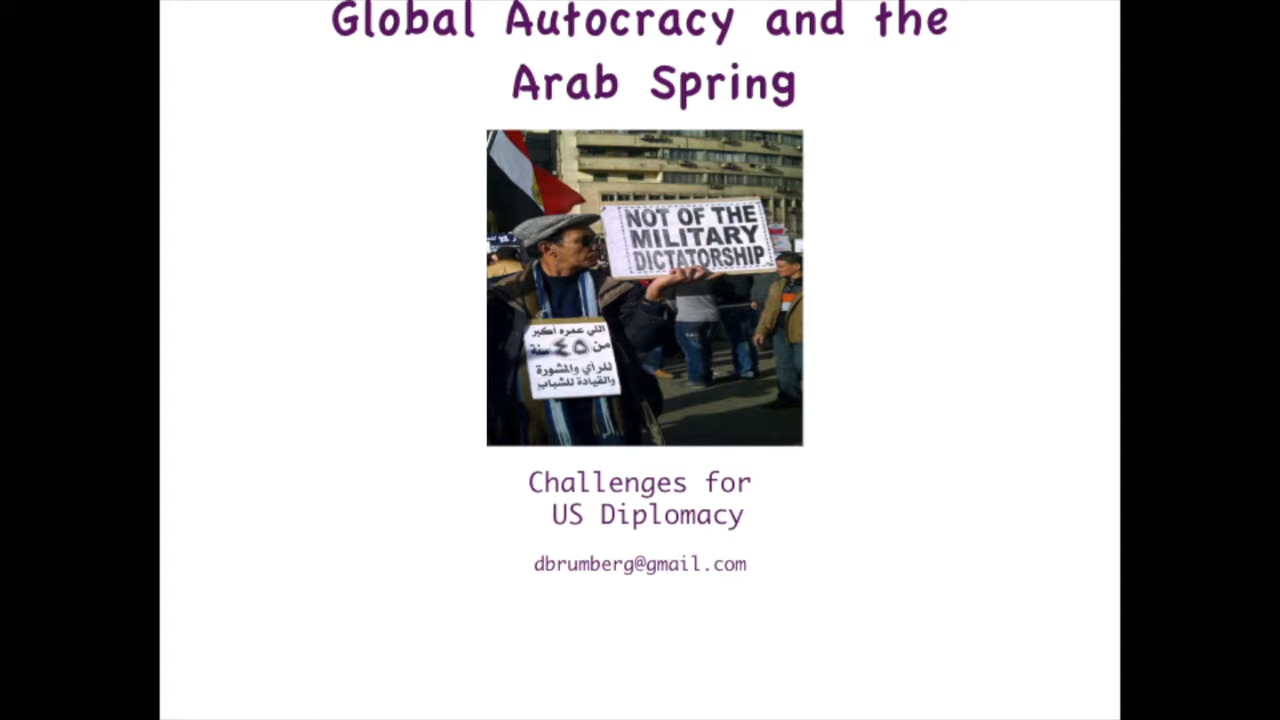 Global Autocracy and the
Arab Spring
NOT OF THE
MILITARY
DICTATORSHIP
اللي عمره أكبر
من ٤٥ سنة
للرأي والمشورة
والقيادة للشباب
Challenges for
US Diplomacy
dbrumberg@gmail.com